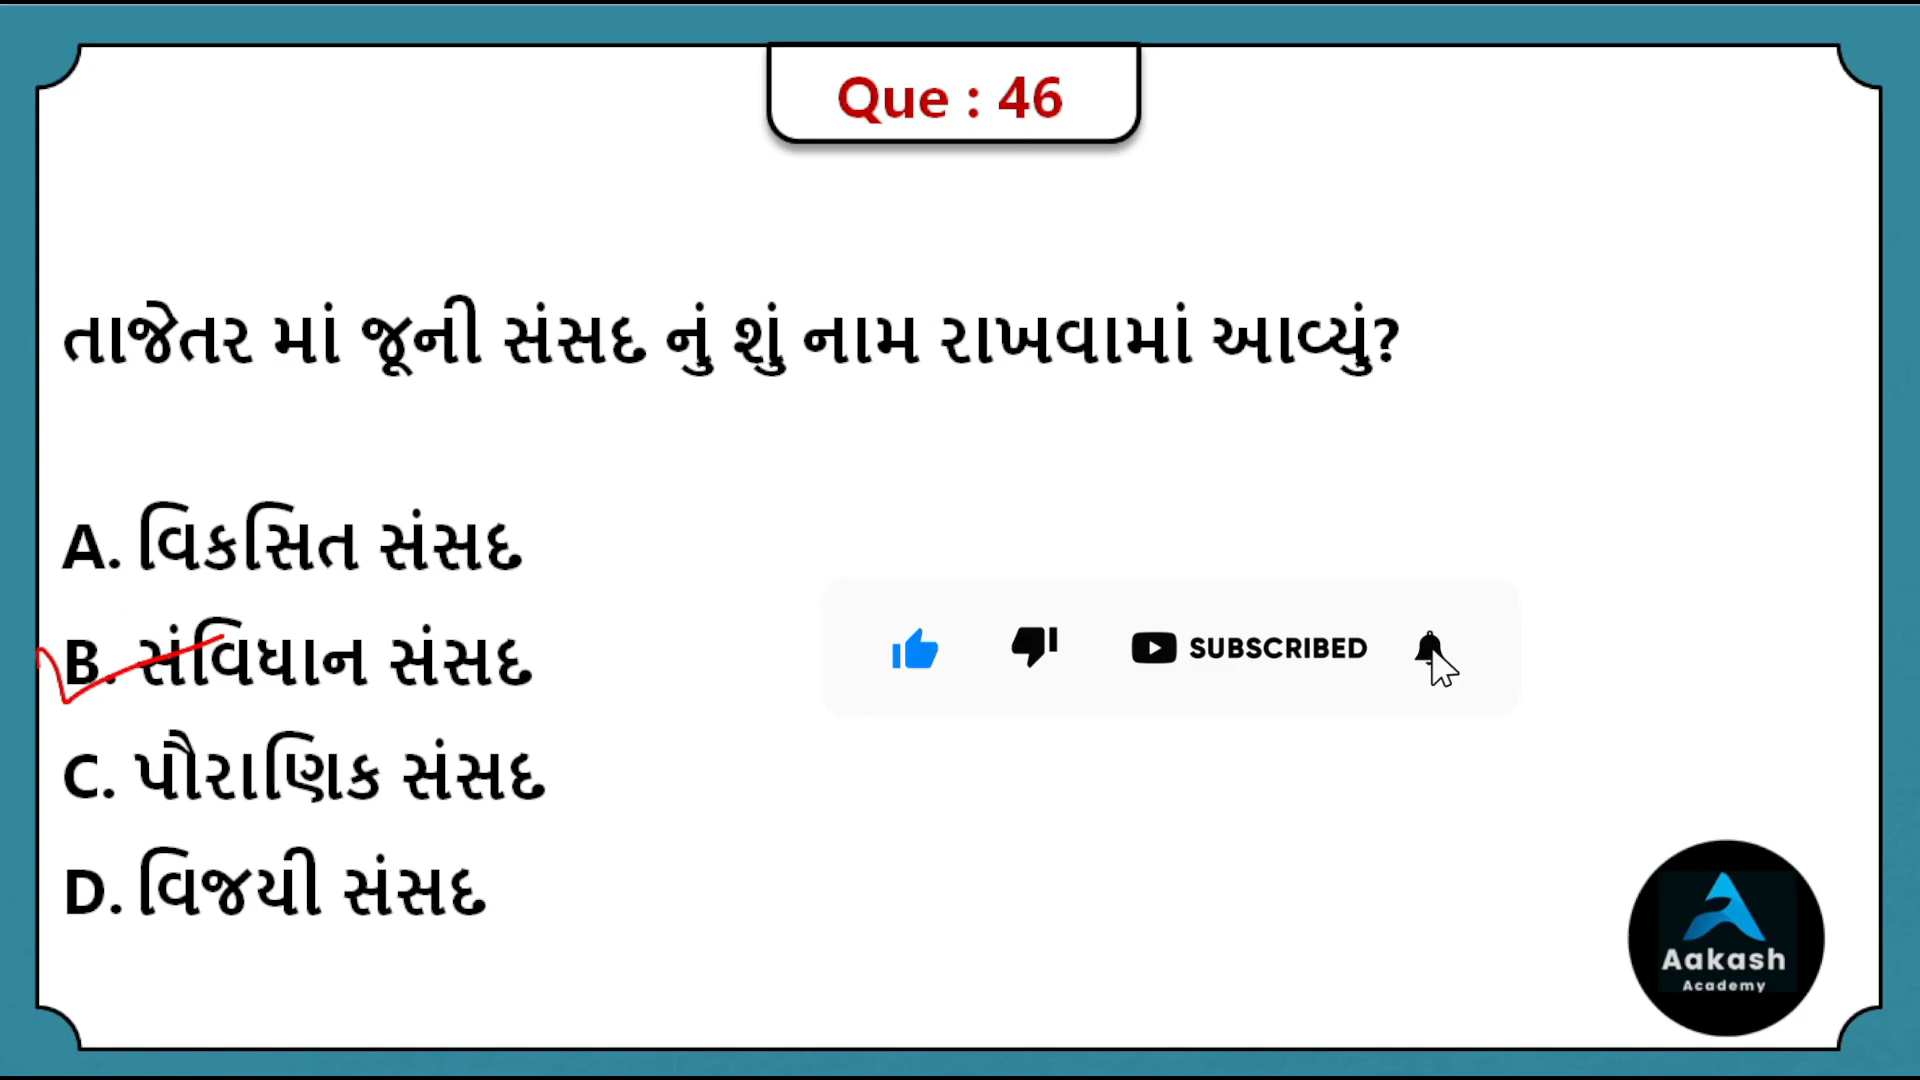 Que : 46
તાજેતર માં જૂની સંસદ નું શું નામ રાખવામાં આવ્યું?
A. વિકસિત સંસદ
B. સંવિધાન સંસદ
SUBSCRIBED
C. પૌરાણિક સંસદ
D. વિજયી સંસદ
Aakash
Academy